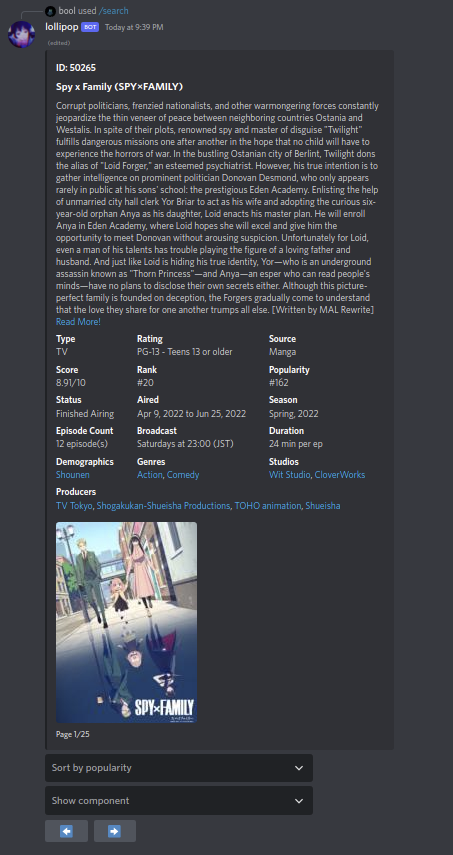 bool used /search
lollipop BOT Today at 9:39 PM
(edited)
ID: 50265
Spy x Family (SPY×FAMILY)
Corrupt politicians, frenzied nationalists, and other warmongering forces constantly
jeopardize the thin veneer of peace between neighboring countries Ostania and
Westalis. In spite of their plots, renowned spy and master of disguise "Twilight"
fulfills dangerous missions one after another in the hope that no child will have to
experience the horrors of war. In the bustling Ostanian city of Berlint, Twilight dons
the alias of "Loid Forger," an esteemed psychiatrist. However, his true intention is to
gather intelligence on prominent politician Donovan Desmond, who only appears
rarely in public at his sons' school: the prestigious Eden Academy. Enlisting the help
of unmarried city hall clerk Yor Briar to act as his wife and adopting the curious six-
year-old orphan Anya as his daughter, Loid enacts his master plan. He will enroll
Anya in Eden Academy, where Loid hopes she will excel and give him the
opportunity to meet Donovan without arousing suspicion. Unfortunately for Loid,
even a man of his talents has trouble playing the figure of a loving father and
husband. And just like Loid is hiding his true identity, Yor—who is an underground
assassin known as "Thorn Princess"—and Anya—an esper who can read people's
minds—have no plans to disclose their own secrets either. Although this picture-
perfect family is founded on deception, the Forgers gradually come to understand
that the love they share for one another trumps all else. [Written by MAL Rewrite]
Read More!
Type Rating Source
TV PG-13 - Teens 13 or older Manga
Score Rank Popularity
8.91/10 #20 #162
Status Aired Season
Finished Airing Apr 9, 2022 to Jun 25, 2022 Spring, 2022
Episode Count Broadcast Duration
12 episode(s) Saturdays at 23:00 (JST) 24 min per ep
Demographics Genres Studios
Shounen Action, Comedy Wit Studio, CloverWorks
Producers
TV Tokyo, Shogakukan-Shueisha Productions, TOHO animation, Shueisha
SPY×FAMILY
Page 1/25
Sort by popularity
Show component